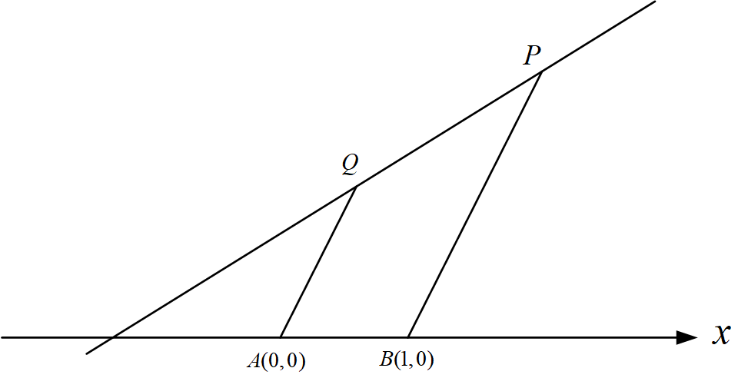 P
Q
x
A(0,0)
B(1,0)